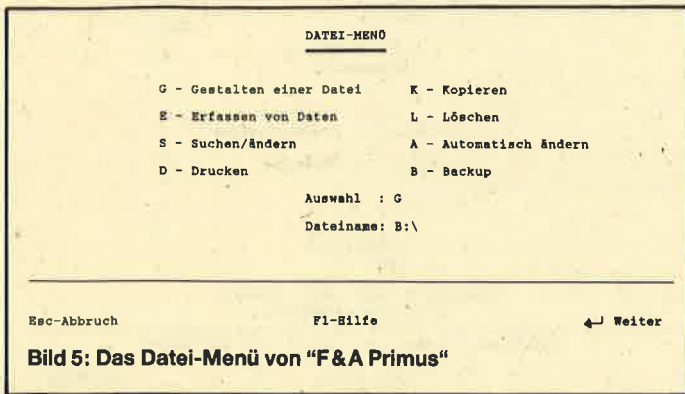 DATEI-MENÜ
G - Gestalten einer Datei K - Kopieren
E - Erfassen von Daten L - Löschen
S - Suchen/ändern A - Automatisch ändern
D - Drucken B - Backup
Auswahl : G
Dateiname: B:\
Esc-Abbruch F1-Hilfe ↵ Weiter
Bild 5: Das Datei-Menü von “F&A Primus“